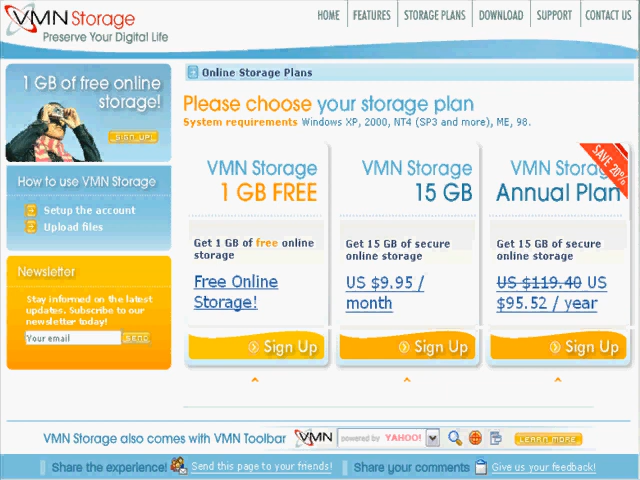 VMN Storage
Preserve Your Digital Life
HOME FEATURES STORAGE PLANS DOWNLOAD SUPPORT CONTACT US
1 GB of free online
storage!
SIGN UP!
How to use VMN Storage
Setup the account
Upload files
Newsletter
Stay informed on the latest
updates. Subscribe to our
newsletter today!
Your email SEND
Online Storage Plans
Please choose your storage plan
System requirements Windows XP, 2000, NT4 (SP3 and more), ME, 98.
VMN Storage
1 GB FREE
Get 1 GB of free online
storage
Free Online
Storage!
Sign Up
VMN Storage
15 GB
Get 15 GB of secure
online storage
US $9.95 /
month
Sign Up
SAVE 20%
VMN Storage
Annual Plan
Get 15 GB of secure
online storage
US $119.40 US
$95.52 / year
Sign Up
VMN Storage also comes with VMN Toolbar VMN powered by YAHOO! LEARN MORE
Share the experience! Send this page to your friends! Share your comments Give us your feedback!